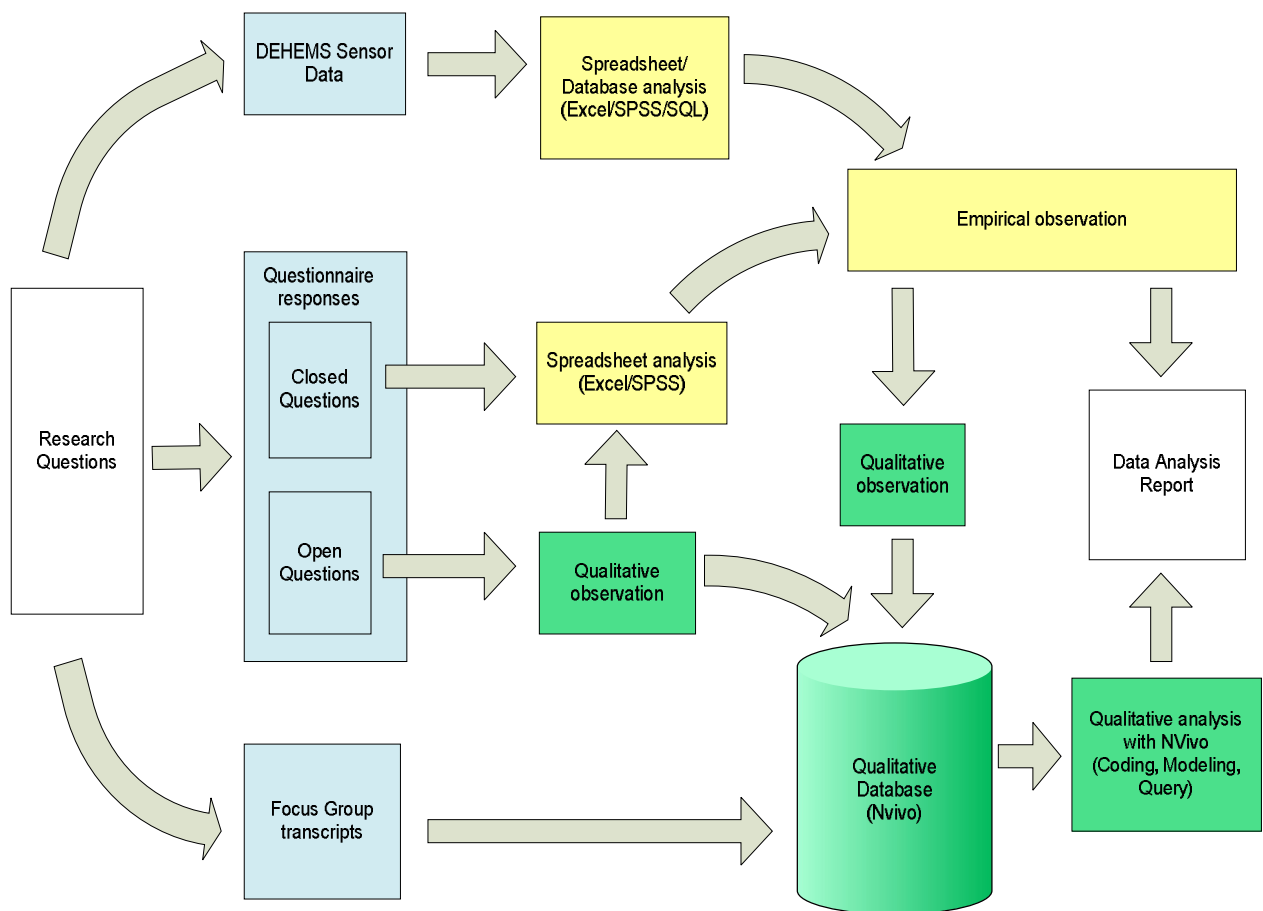 DEHEMS Sensor
Data
Spreadsheet/
Database analysis
(Excel/SPSS/SQL)
Empirical observation
Questionnaire
responses
Closed
Questions
Spreadsheet analysis
(Excel/SPSS)
Research
Questions
Qualitative
observation
Data Analysis
Report
Open
Questions
Qualitative
observation
Qualitative
Database
(Nvivo)
Qualitative analysis
with NVivo
(Coding, Modeling,
Query)
Focus Group
transcripts